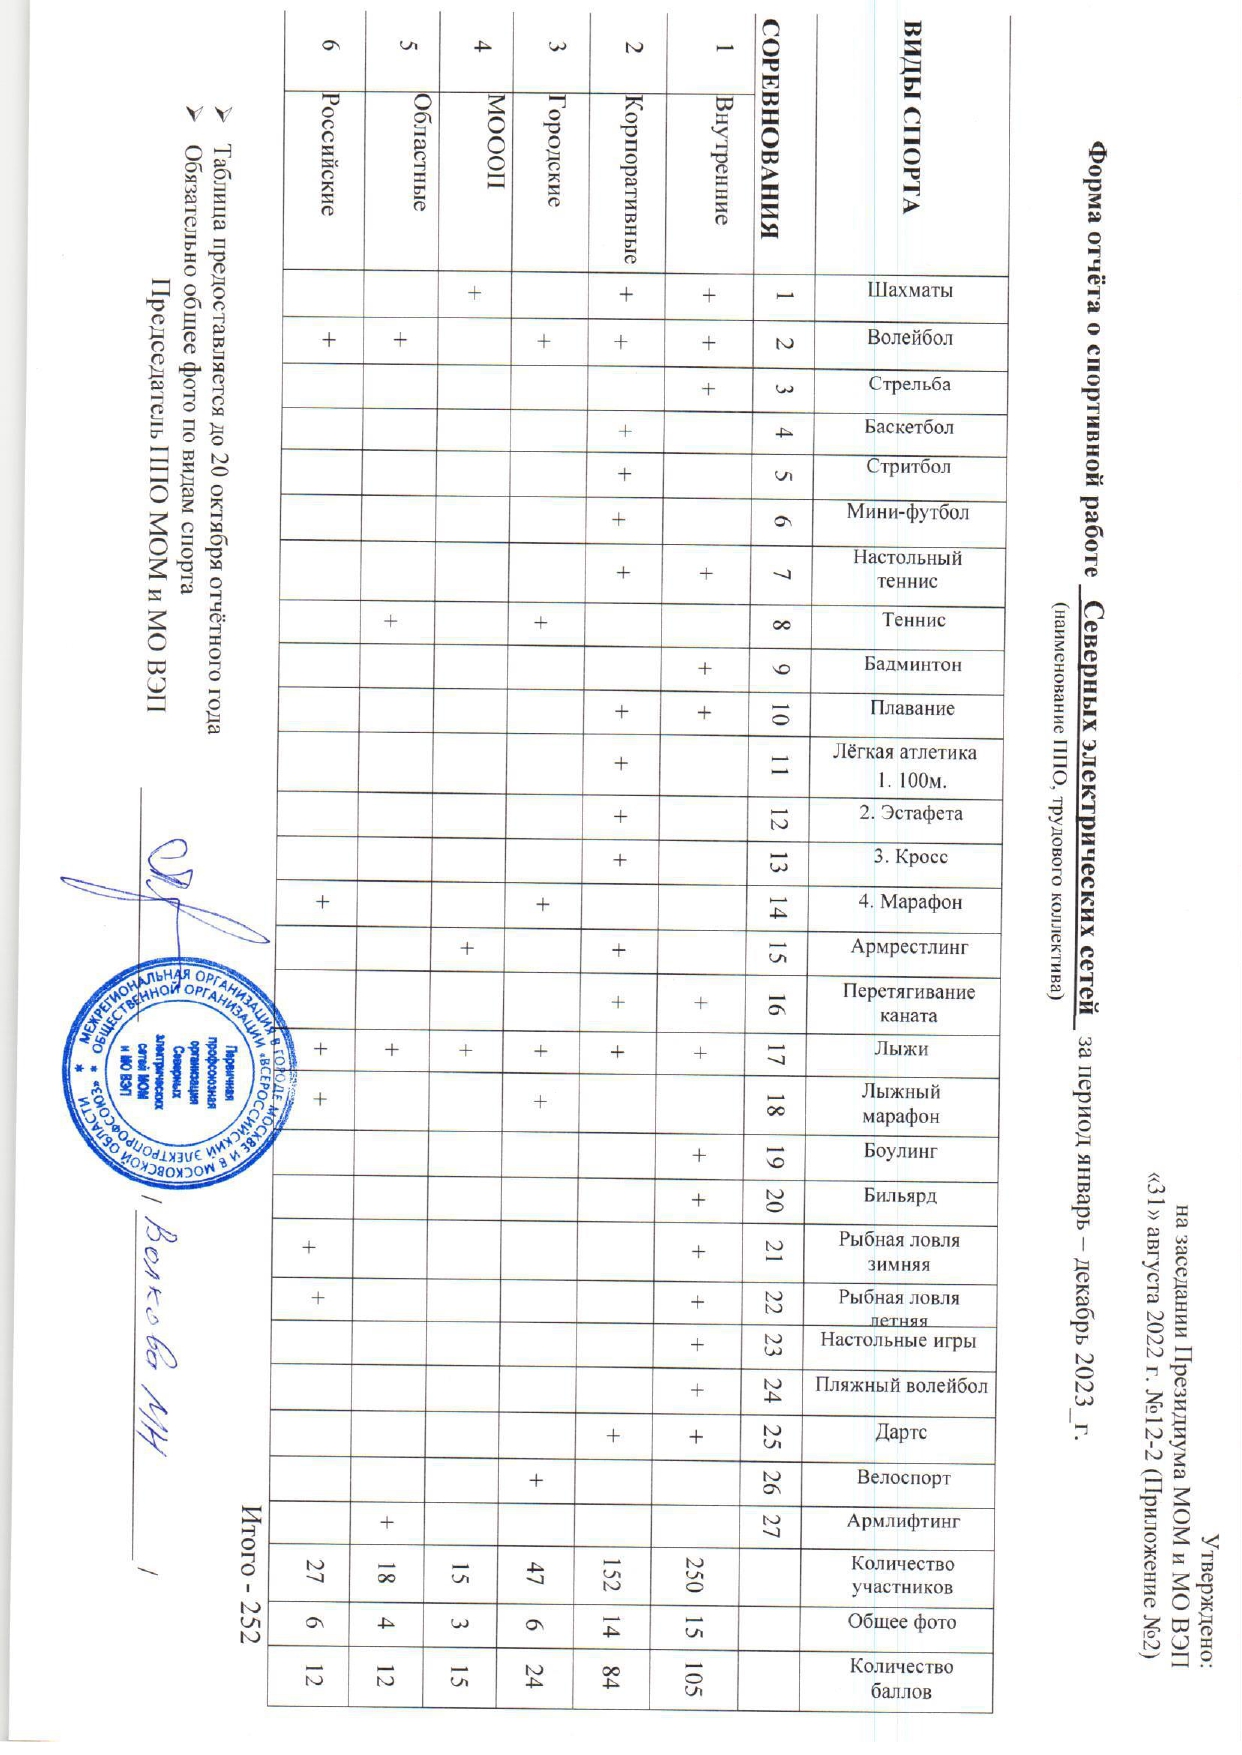 Утверждено:
на заседании Президиума МОМ и МО ВЭП
«31» августа 2022 г. №12-2 (Приложение №2)
Форма отчёта о спортивной работе _Северных электрических сетей_ за период январь – декабрь 2023_г.
(наименование ППО, трудового коллектива)
ВИДЫ СПОРТА
Шахматы
Волейбол
Стрельба
Баскетбол
Стритбол
Мини-футбол
Настольный
теннис
Теннис
Бадминтон
Плавание
Лёгкая атлетика
1. 100м.
2. Эстафета
3. Кросс
4. Марафон
Армрестлинг
Перетягивание
каната
Лыжи
Лыжный
марафон
Боулинг
Бильярд
Рыбная ловля
зимняя
Рыбная ловля
летняя
Настольные игры
Пляжный волейбол
Дартс
Велоспорт
Армлифтинг
Количество
участников
Общее фото
Количество
баллов
СОРЕВНОВАНИЯ 1 2 3 4 5 6 7 8 9 10 11 12 13 14 15 16 17 18 19 20 21 22 23 24 25 26 27
1 Внутренние + + + + + + + + + + + + + + + 250 15 105
2 Корпоративные + + + + + + + + + + + + + + 152 14 84
3 Городские + + + + + + 47 6 24
4 МОООП + + + 15 3 15
5 Областные + + + + 18 4 12
6 Российские + + + + + + 27 6 12
Итого - 252
➢ Таблица предоставляется до 20 октября отчётного года
➢ Обязательно общее фото по видам спорта
Председатель ППО МОМ и МО ВЭП / Волкова МН /
МЕЖРЕГИОНАЛЬНАЯ ОРГАНИЗАЦИЯ В ГОРОДЕ МОСКВЕ И В МОСКОВСКОЙ ОБЛАСТИ
ОБЩЕСТВЕННОЙ ОРГАНИЗАЦИИ «ВСЕРОССИЙСКИЙ ЭЛЕКТРОПРОФСОЮЗ»
Первичная
профсоюзная
организация
Северных
электрических
сетей МОМ
и МО ВЭП